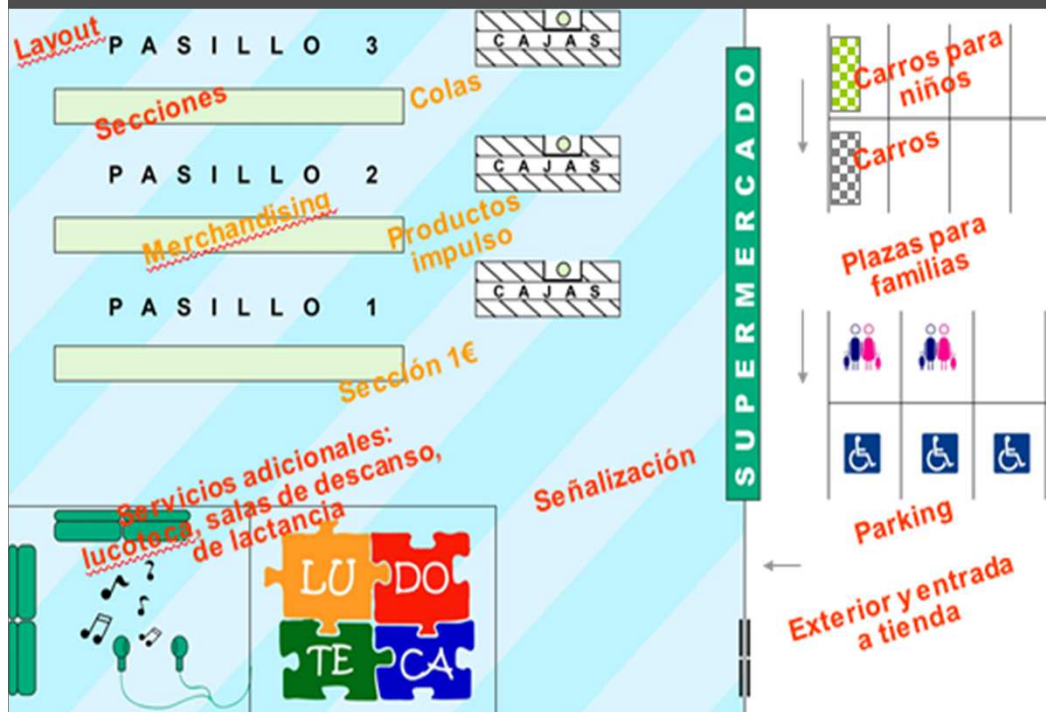 Layout
PASILLO 3
CAJAS
Secciones
Colas
PASILLO 2
CAJAS
Merchandising
Productos
impulso
PASILLO 1
CAJAS
Sección 1€
Servicios adicionales:
lucoteca, salas de descanso,
de lactancia
LU
DO
TE
CA
Señalización
SUPERMERCADO
Carros para
niños
Carros
Plazas para
familias
Parking
Exterior y entrada
a tienda